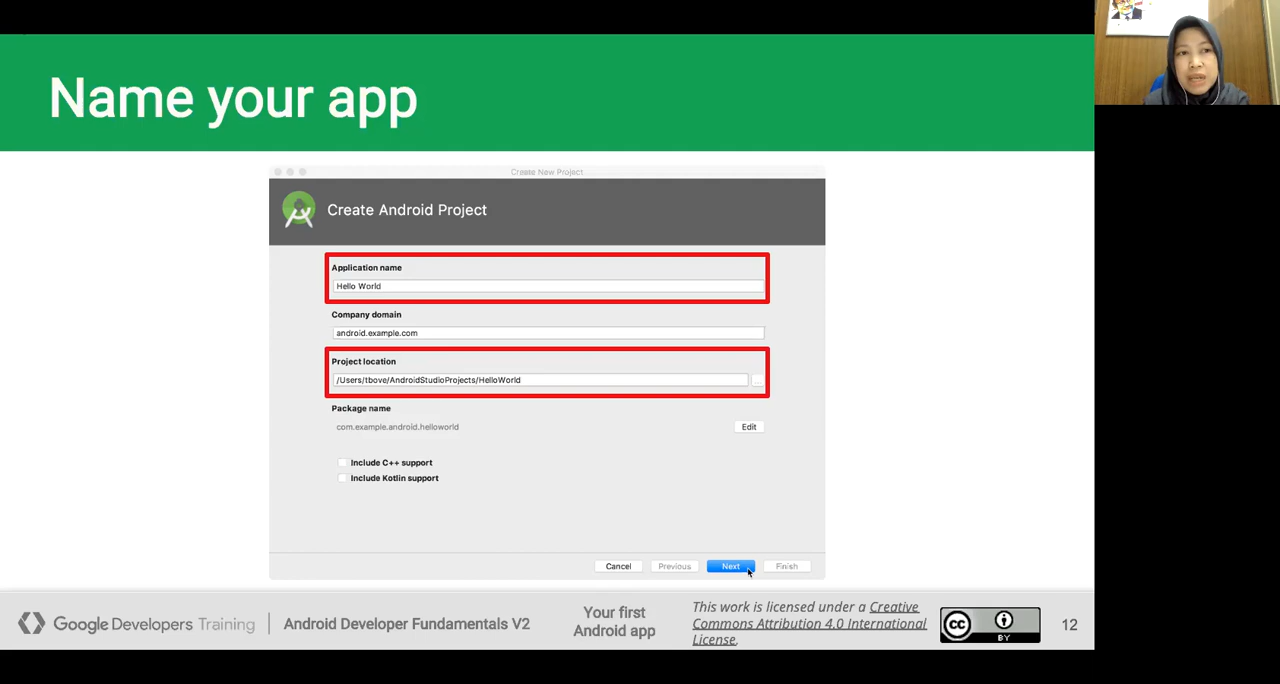 Name your app
Create New Project
Create Android Project
Application name
Hello World
Company domain
android.example.com
Project location
/Users/tbove/AndroidStudioProjects/HelloWorld
...
Package name
com.example.android.helloworld
Edit
Include C++ support
Include Kotlin support
Cancel
Previous
Next
Finish
Google Developers Training
Android Developer Fundamentals V2
Your first
Android app
This work is licensed under a Creative
Commons Attribution 4.0 International
License.
cc
BY
12